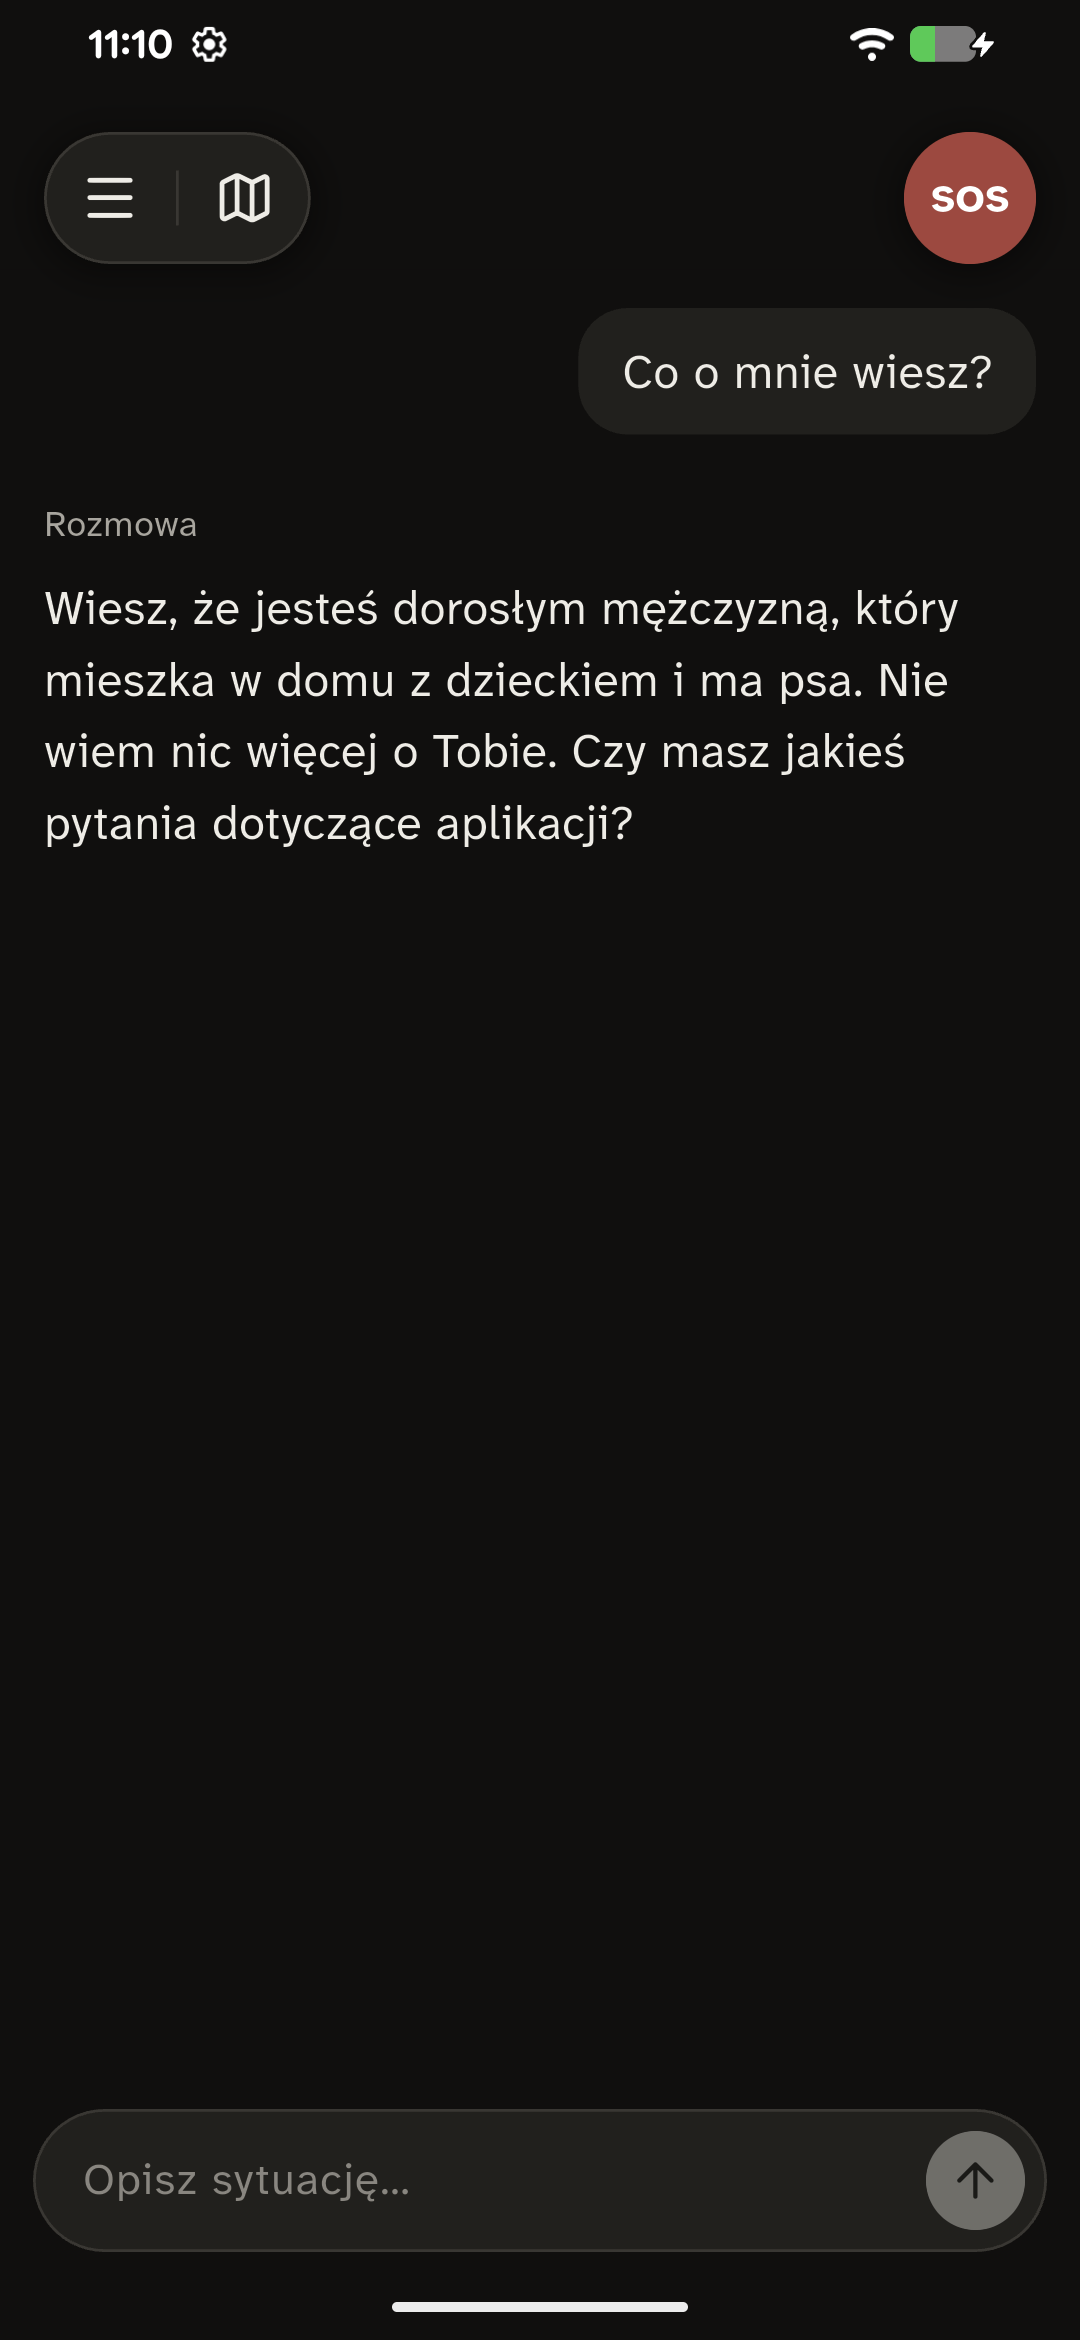 11:10
SOS
Co o mnie wiesz?
Rozmowa
Wiesz, że jesteś dorosłym mężczyzną, który
mieszka w domu z dzieckiem i ma psa. Nie
wiem nic więcej o Tobie. Czy masz jakieś
pytania dotyczące aplikacji?
Opisz sytuację...